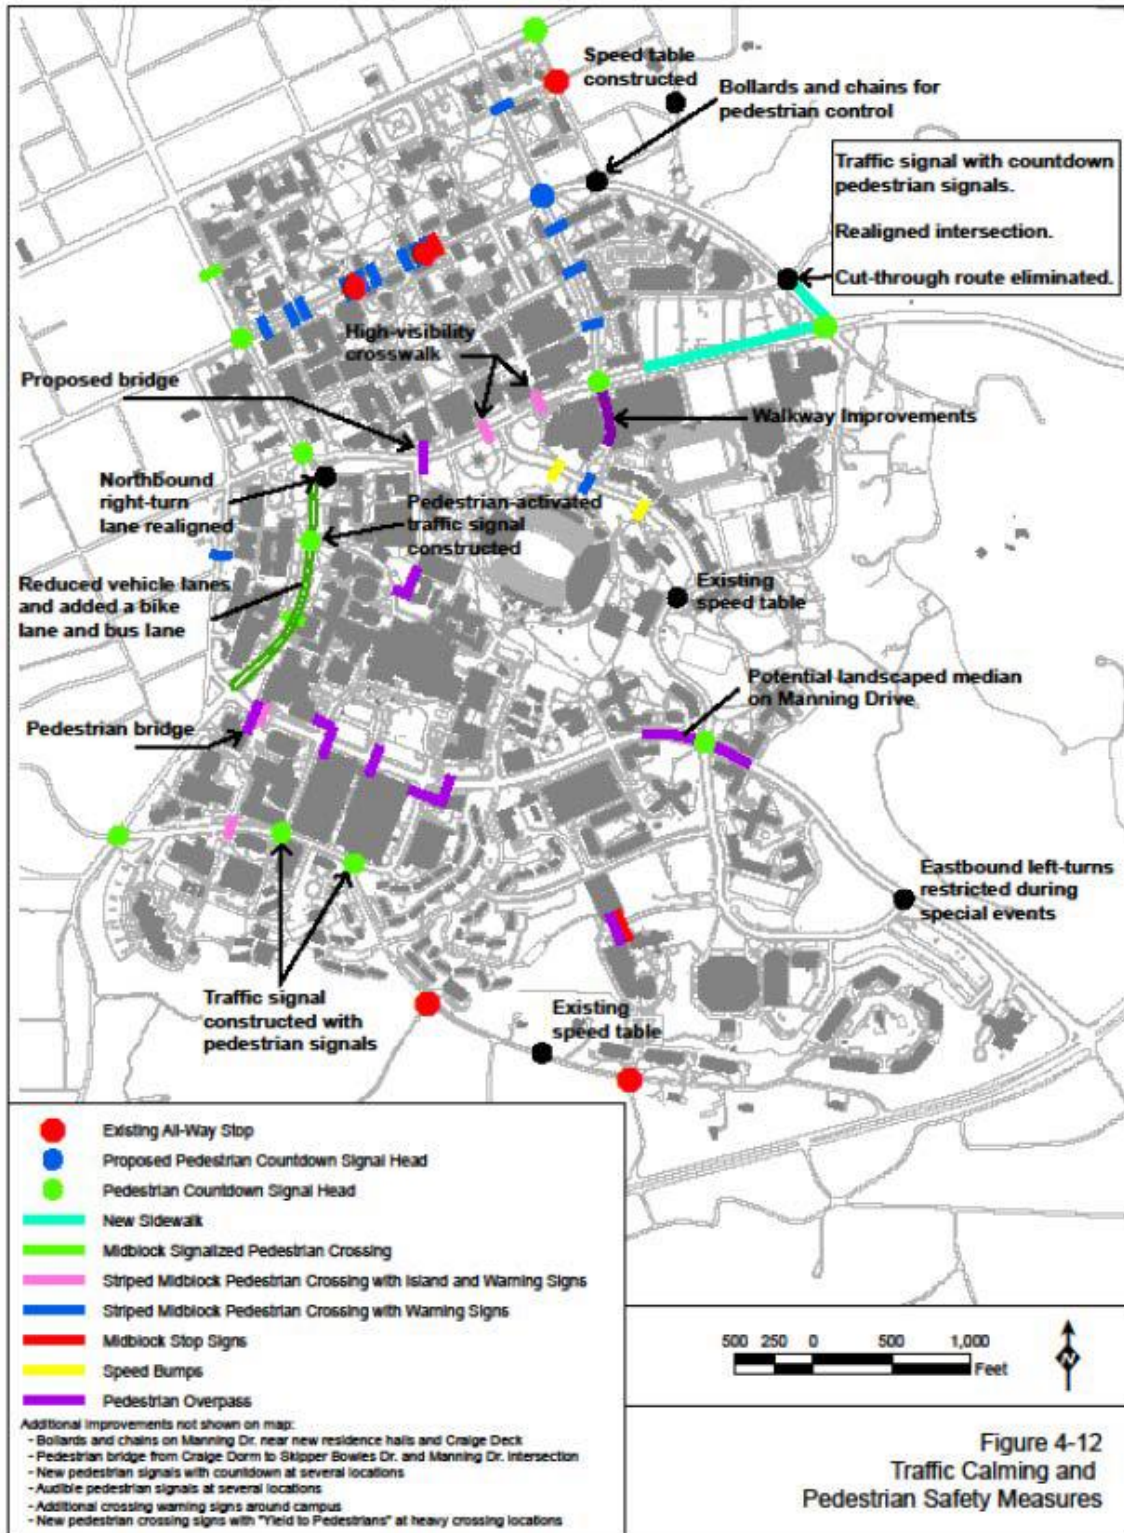 Speed table
constructed
Bollards and chains for
pedestrian control
Traffic signal with countdown
pedestrian signals.
Realigned intersection.
Cut-through route eliminated.
High-visibility
crosswalk
Proposed bridge
Walkway Improvements
Northbound
right-turn
lane realigned
Pedestrian-activated
traffic signal
constructed
Reduced vehicle lanes
and added a bike
lane and bus lane
Existing
speed table
Potential landscaped median
on Manning Drive
Pedestrian bridge
Eastbound left-turns
restricted during
special events
Traffic signal
constructed with
pedestrian signals
Existing
speed table
Existing All-Way Stop
Proposed Pedestrian Countdown Signal Head
Pedestrian Countdown Signal Head
New Sidewalk
Midblock Signalized Pedestrian Crossing
Striped Midblock Pedestrian Crossing with Island and Warning Signs
Striped Midblock Pedestrian Crossing with Warning Signs
Midblock Stop Signs
Speed Bumps
Pedestrian Overpass
Additional improvements not shown on map:
- Bollards and chains on Manning Dr. near new residence halls and Craige Deck
- Pedestrian bridge from Craige Dorm to Skipper Bowles Dr. and Manning Dr. intersection
- New pedestrian signals with countdown at several locations
- Audible pedestrian signals at several locations
- Additional crossing warning signs around campus
- New pedestrian crossing signs with "Yield to Pedestrians" at heavy crossing locations
500 250 0 500 1,000
Feet
N
Figure 4-12
Traffic Calming and
Pedestrian Safety Measures